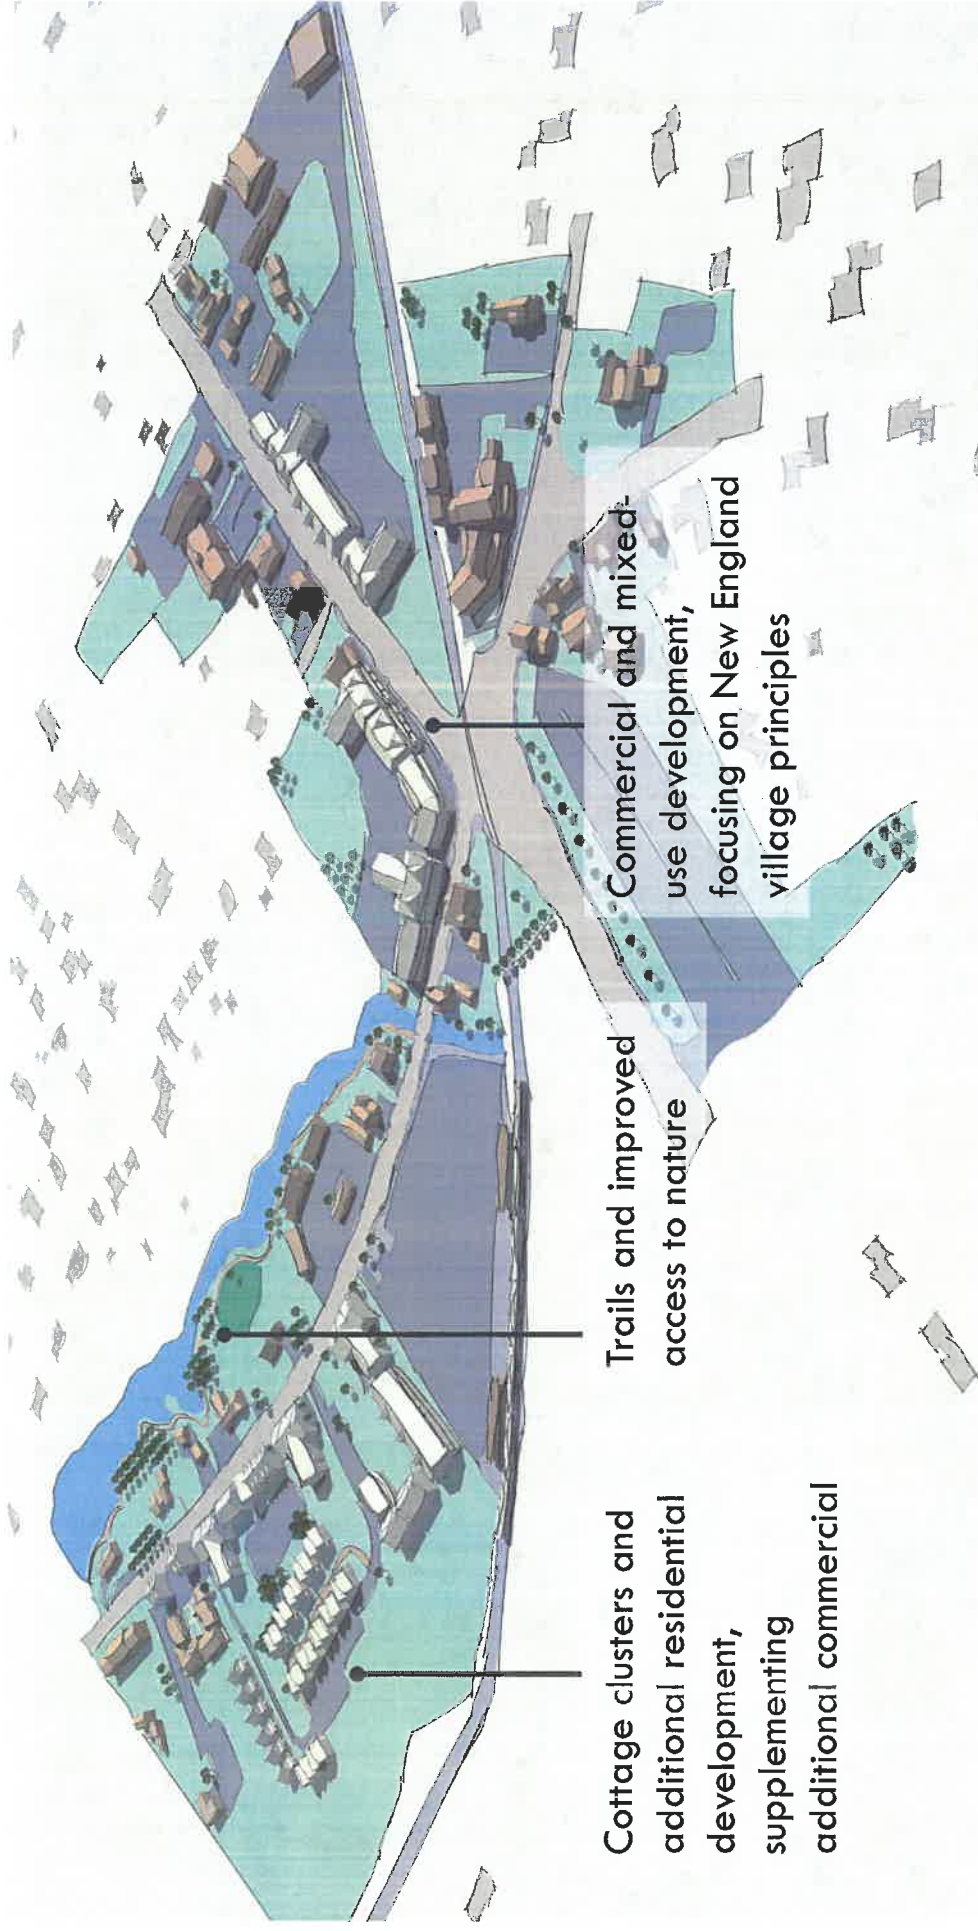 Cottage clusters and
additional residential
development,
supplementing
additional commercial
Trails and improved
access to nature
Commercial and mixed-
use development,
focusing on New England
village principles